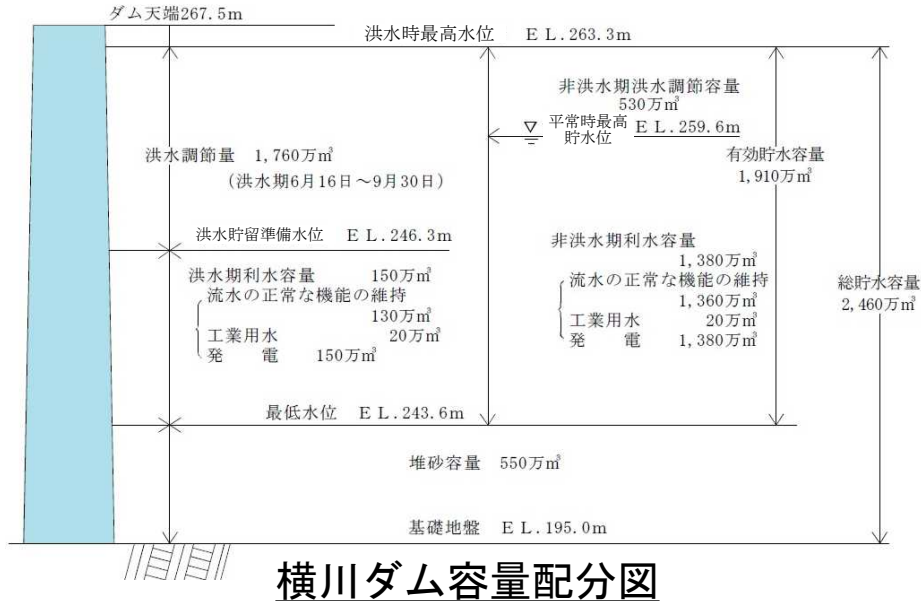 ダム天端267.5m
洪水時最高水位 EL.263.3m
非洪水期洪水調節容量
530万㎥
平常時最高
貯水位 EL.259.6m
洪水調節量 1,760万㎥
(洪水期6月16日～9月30日)
有効貯水容量
1,910万㎥
洪水貯留準備水位 EL.246.3m
洪水期利水容量 150万㎥
流水の正常な機能の維持
130万㎥
工業用水 20万㎥
発電 150万㎥
非洪水期利水容量
1,380万㎥
流水の正常な機能の維持
1,360万㎥
工業用水 20万㎥
発電 1,380万㎥
総貯水容量
2,460万㎥
最低水位 EL.243.6m
堆砂容量 550万㎥
基礎地盤 EL.195.0m
横川ダム容量配分図